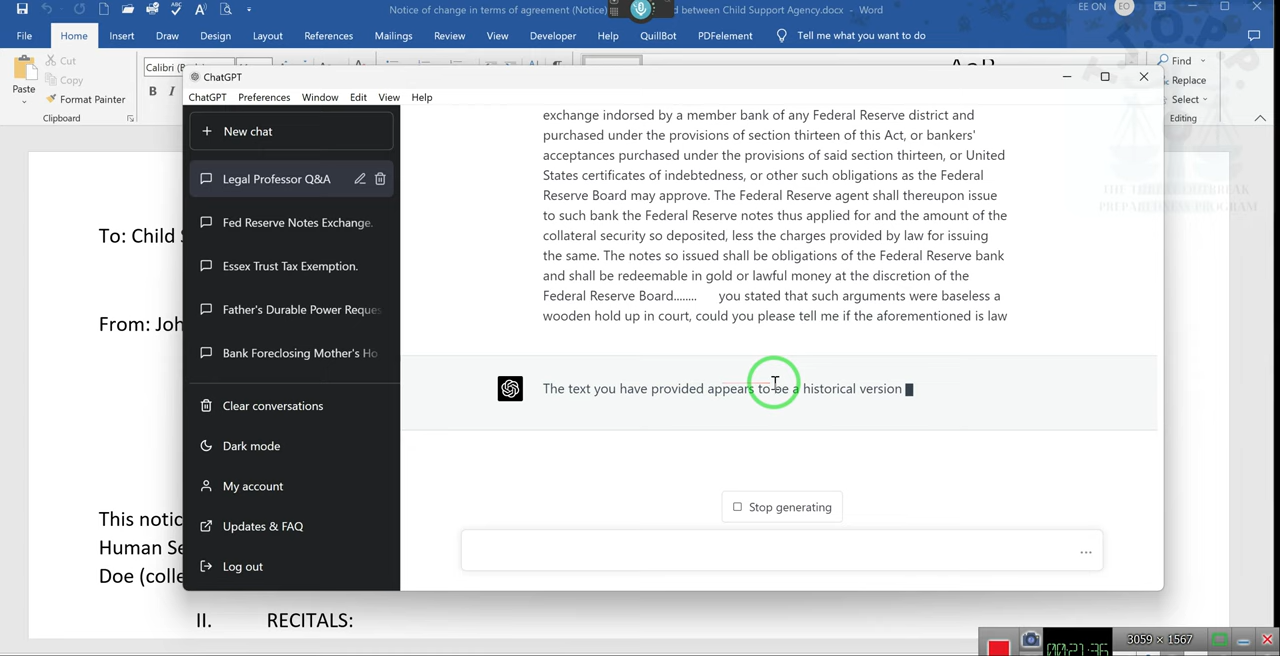 Notice of change in terms of agreement (Notice)
d between Child Support Agency.docx - Word
EE ON
EO
File
Home
Insert
Draw
Design
Layout
References
Mailings
Review
View
Developer
Help
QuillBot
PDFelement
Tell me what you want to do
Paste
Cut
Copy
Format Painter
Clipboard
Calibri (B
B I
Find
Replace
Select
Editing
T.O.P.P.
THE THREAT OUTBREAK
PREPAREDNESS PROGRAM
To: Child S
From: Joh
This notic
Human Se
Doe (colle
II. RECITALS:
ChatGPT
ChatGPT
Preferences
Window
Edit
View
Help
+ New chat
Legal Professor Q&A
Fed Reserve Notes Exchange.
Essex Trust Tax Exemption.
Father's Durable Power Reques
Bank Foreclosing Mother's Ho
Clear conversations
Dark mode
My account
Updates & FAQ
Log out
exchange indorsed by a member bank of any Federal Reserve district and
purchased under the provisions of section thirteen of this Act, or bankers'
acceptances purchased under the provisions of said section thirteen, or United
States certificates of indebtedness, or other such obligations as the Federal
Reserve Board may approve. The Federal Reserve agent shall thereupon issue
to such bank the Federal Reserve notes thus applied for and the amount of the
collateral security so deposited, less the charges provided by law for issuing
the same. The notes so issued shall be obligations of the Federal Reserve bank
and shall be redeemable in gold or lawful money at the discretion of the
Federal Reserve Board........ you stated that such arguments were baseless a
wooden hold up in court, could you please tell me if the aforementioned is law
The text you have provided appears to be a historical version
Stop generating
...
3059 × 1567
00:21:36